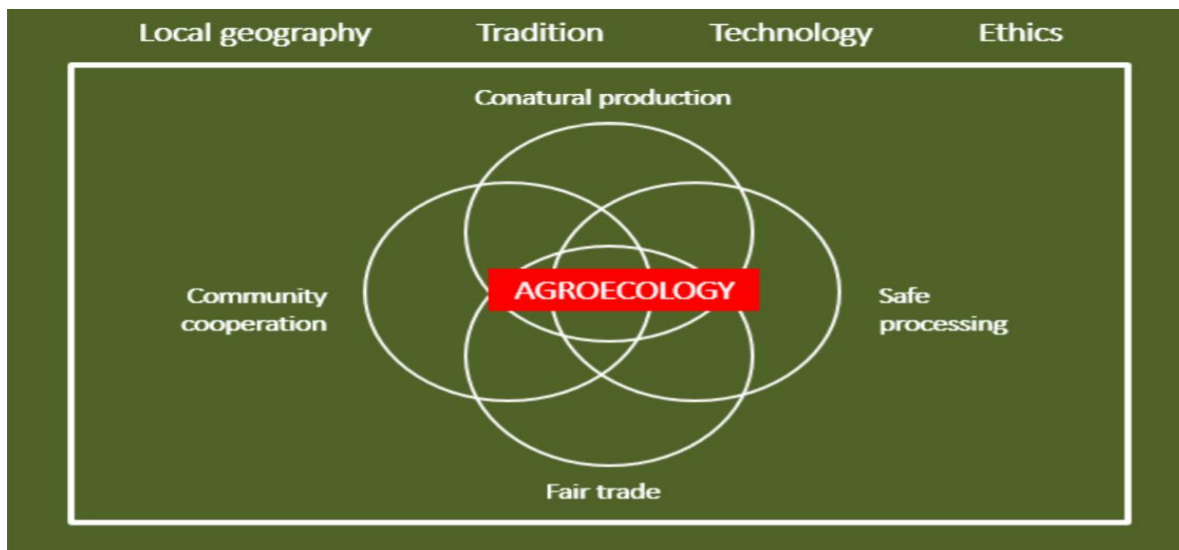 Local geography Tradition Technology Ethics
Conatural production
AGROECOLOGY
Community
cooperation
Safe
processing
Fair trade